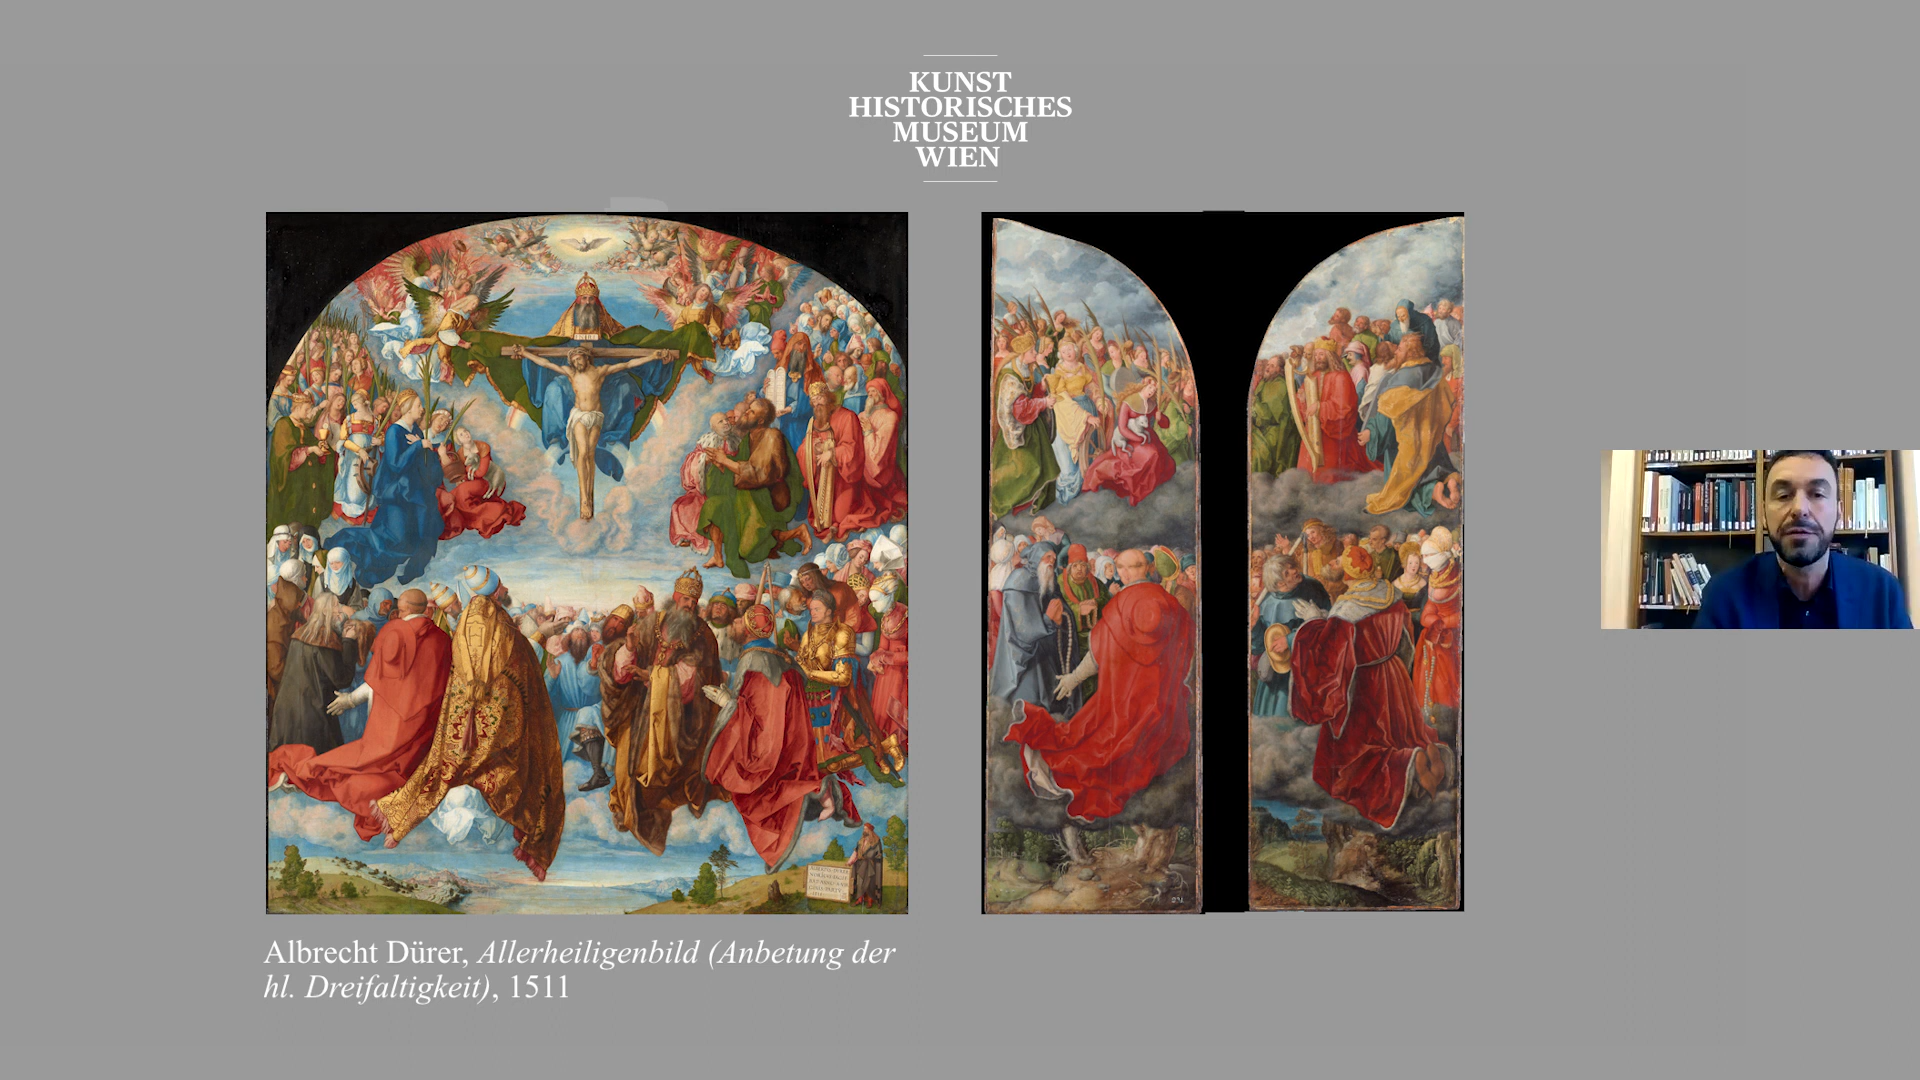 KUNST
HISTORISCHES
MUSEUM
WIEN
Albrecht Dürer, Allerheiligenbild (Anbetung der
hl. Dreifaltigkeit), 1511